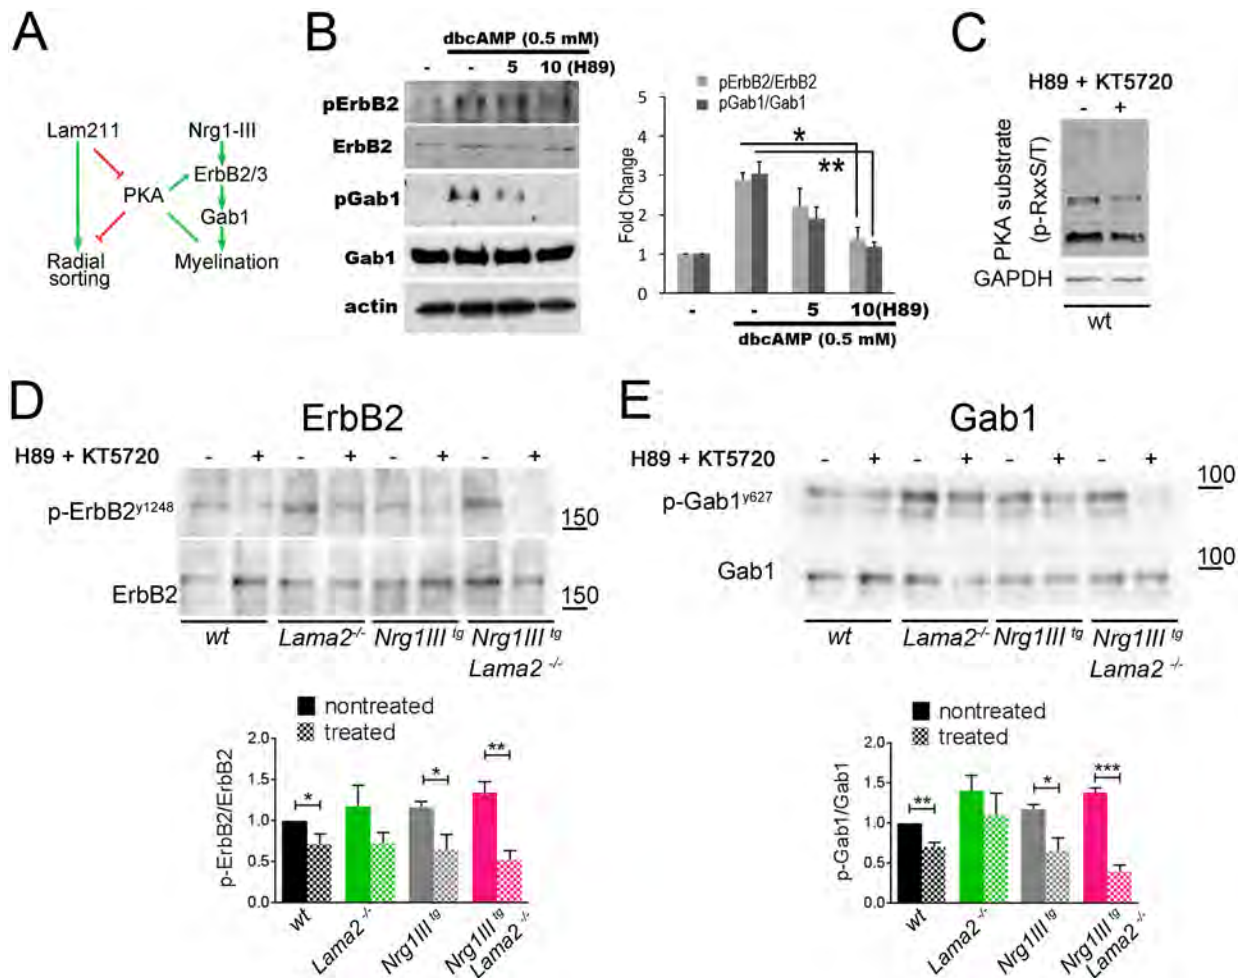 A
Lam211
Nrg1-III
PKA
ErbB2/3
Gab1
Radial
sorting
Myelination
B
dbcAMP (0.5 mM)
- - 5 10 (H89)
pErbB2
ErbB2
pGab1
Gab1
actin
pErbB2/ErbB2
pGab1/Gab1
Fold Change
5
4
3
2
1
0
*
**
- - 5 10(H89)
dbcAMP (0.5 mM)
C
H89 + KT5720
- +
PKA substrate
(p-RxxS/T)
GAPDH
wt
D
ErbB2
H89 + KT5720 - + - + - + - +
p-ErbB2y1248
150
ErbB2
150
wt Lama2-/- Nrg1III tg Nrg1III tg
Lama2 -/-
nontreated
treated
p-ErbB2/ErbB2
2.0
1.5
1.0
0.5
0.0
* * **
wt Lama2 -/- Nrg1III tg Nrg1III tg
Lama2 -/-
E
Gab1
H89 + KT5720 - + - + - + - +
100
p-Gab1y627
100
Gab1
wt Lama2-/- Nrg1III tg Nrg1III tg
Lama2 -/-
nontreated
treated
p-Gab1/Gab1
2.0
1.5
1.0
0.5
0.0
** * ***
wt Lama2 -/- Nrg1III tg Nrg1III tg
Lama2 -/-